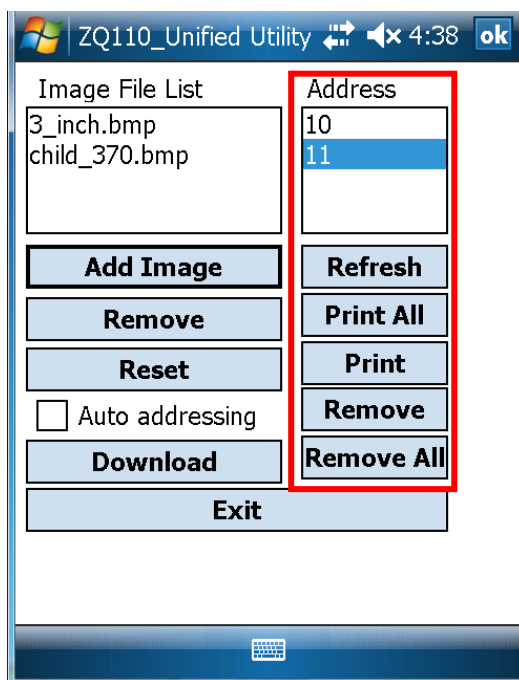 ZQ110_Unified Utility 4:38 ok
Image File List
3_inch.bmp
child_370.bmp
Add Image
Remove
Reset
Auto addressing
Download
Address
10
11
Refresh
Print All
Print
Remove
Remove All
Exit